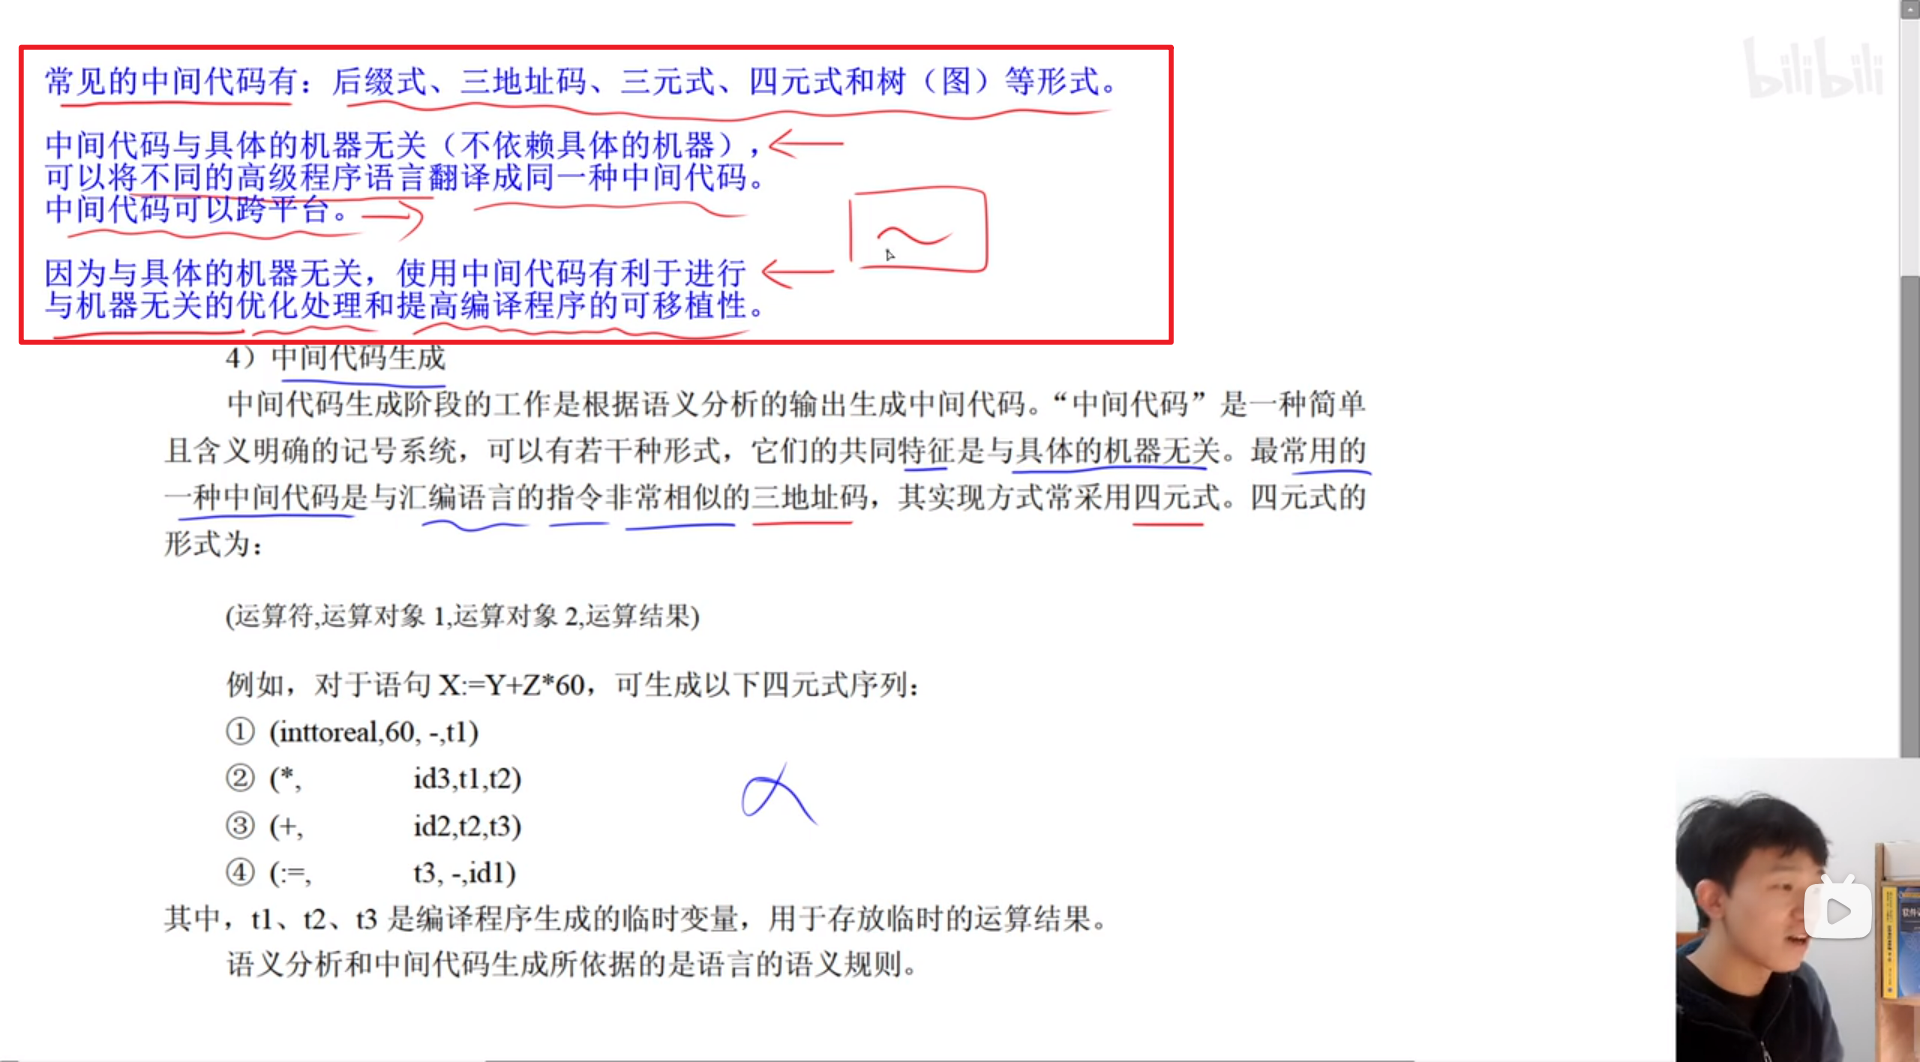 bilibili
常见的中间代码有：后缀式、三地址码、三元式、四元式和树（图）等形式。
中间代码与具体的机器无关（不依赖具体的机器），
可以将不同的高级程序语言翻译成同一种中间代码。
中间代码可以跨平台。
因为与具体的机器无关，使用中间代码有利于进行
与机器无关的优化处理和提高编译程序的可移植性。
4）中间代码生成
中间代码生成阶段的工作是根据语义分析的输出生成中间代码。“中间代码”是一种简单
且含义明确的记号系统，可以有若干种形式，它们的共同特征是与具体的机器无关。最常用的
一种中间代码是与汇编语言的指令非常相似的三地址码，其实现方式常采用四元式。四元式的
形式为：
(运算符,运算对象 1,运算对象 2,运算结果)
例如，对于语句 X:=Y+Z*60，可生成以下四元式序列：
① (inttoreal,60, -,t1)
② (*, id3,t1,t2)
③ (+, id2,t2,t3)
④ (:=, t3, -,id1)
其中，t1、t2、t3 是编译程序生成的临时变量，用于存放临时的运算结果。
语义分析和中间代码生成所依据的是语言的语义规则。